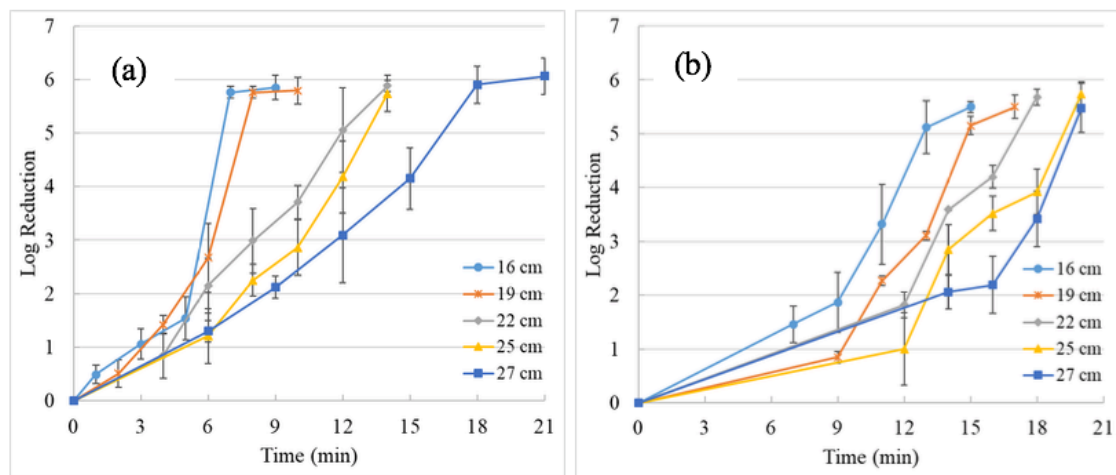 (a)
Log Reduction
7
6
5
4
3
2
1
0
0 3 6 9 12 15 18 21
Time (min)
16 cm
19 cm
22 cm
25 cm
27 cm
(b)
Log Reduction
7
6
5
4
3
2
1
0
0 3 6 9 12 15 18 21
Time (min)
16 cm
19 cm
22 cm
25 cm
27 cm